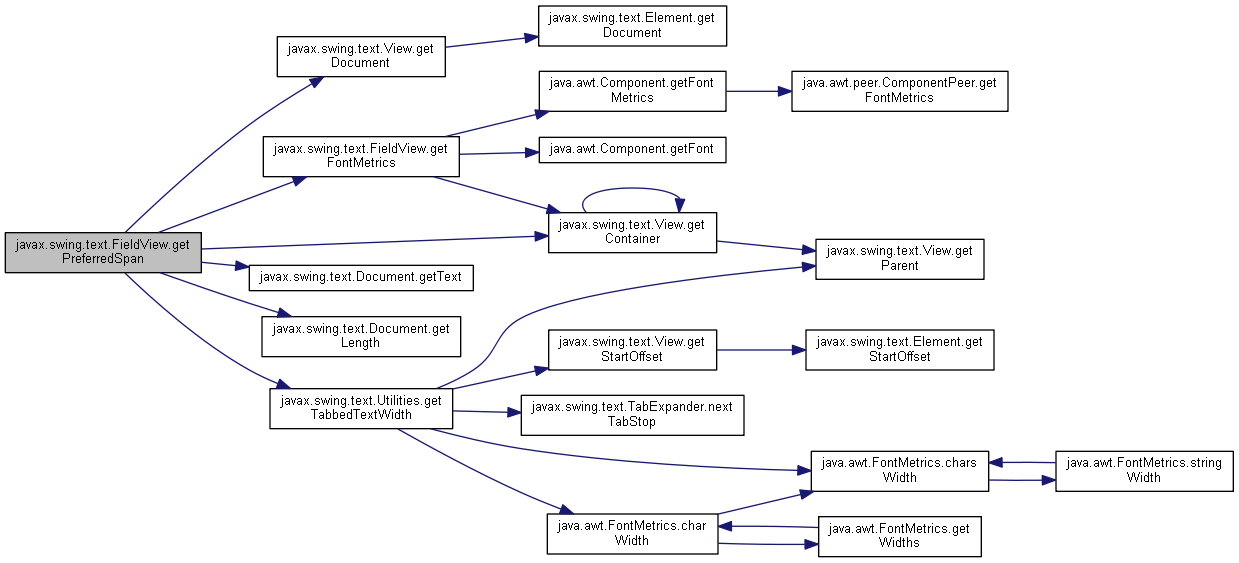 javax.swing.text.FieldView.get
PreferredSpan
javax.swing.text.View.get
Document
javax.swing.text.Element.get
Document
javax.swing.text.FieldView.get
FontMetrics
java.awt.Component.getFont
Metrics
java.awt.peer.ComponentPeer.get
FontMetrics
java.awt.Component.getFont
javax.swing.text.View.get
Container
javax.swing.text.View.get
Parent
javax.swing.text.Document.getText
javax.swing.text.Document.get
Length
javax.swing.text.Utilities.get
TabbedTextWidth
javax.swing.text.View.get
StartOffset
javax.swing.text.Element.get
StartOffset
javax.swing.text.TabExpander.next
TabStop
java.awt.FontMetrics.chars
Width
java.awt.FontMetrics.string
Width
java.awt.FontMetrics.char
Width
java.awt.FontMetrics.get
Widths